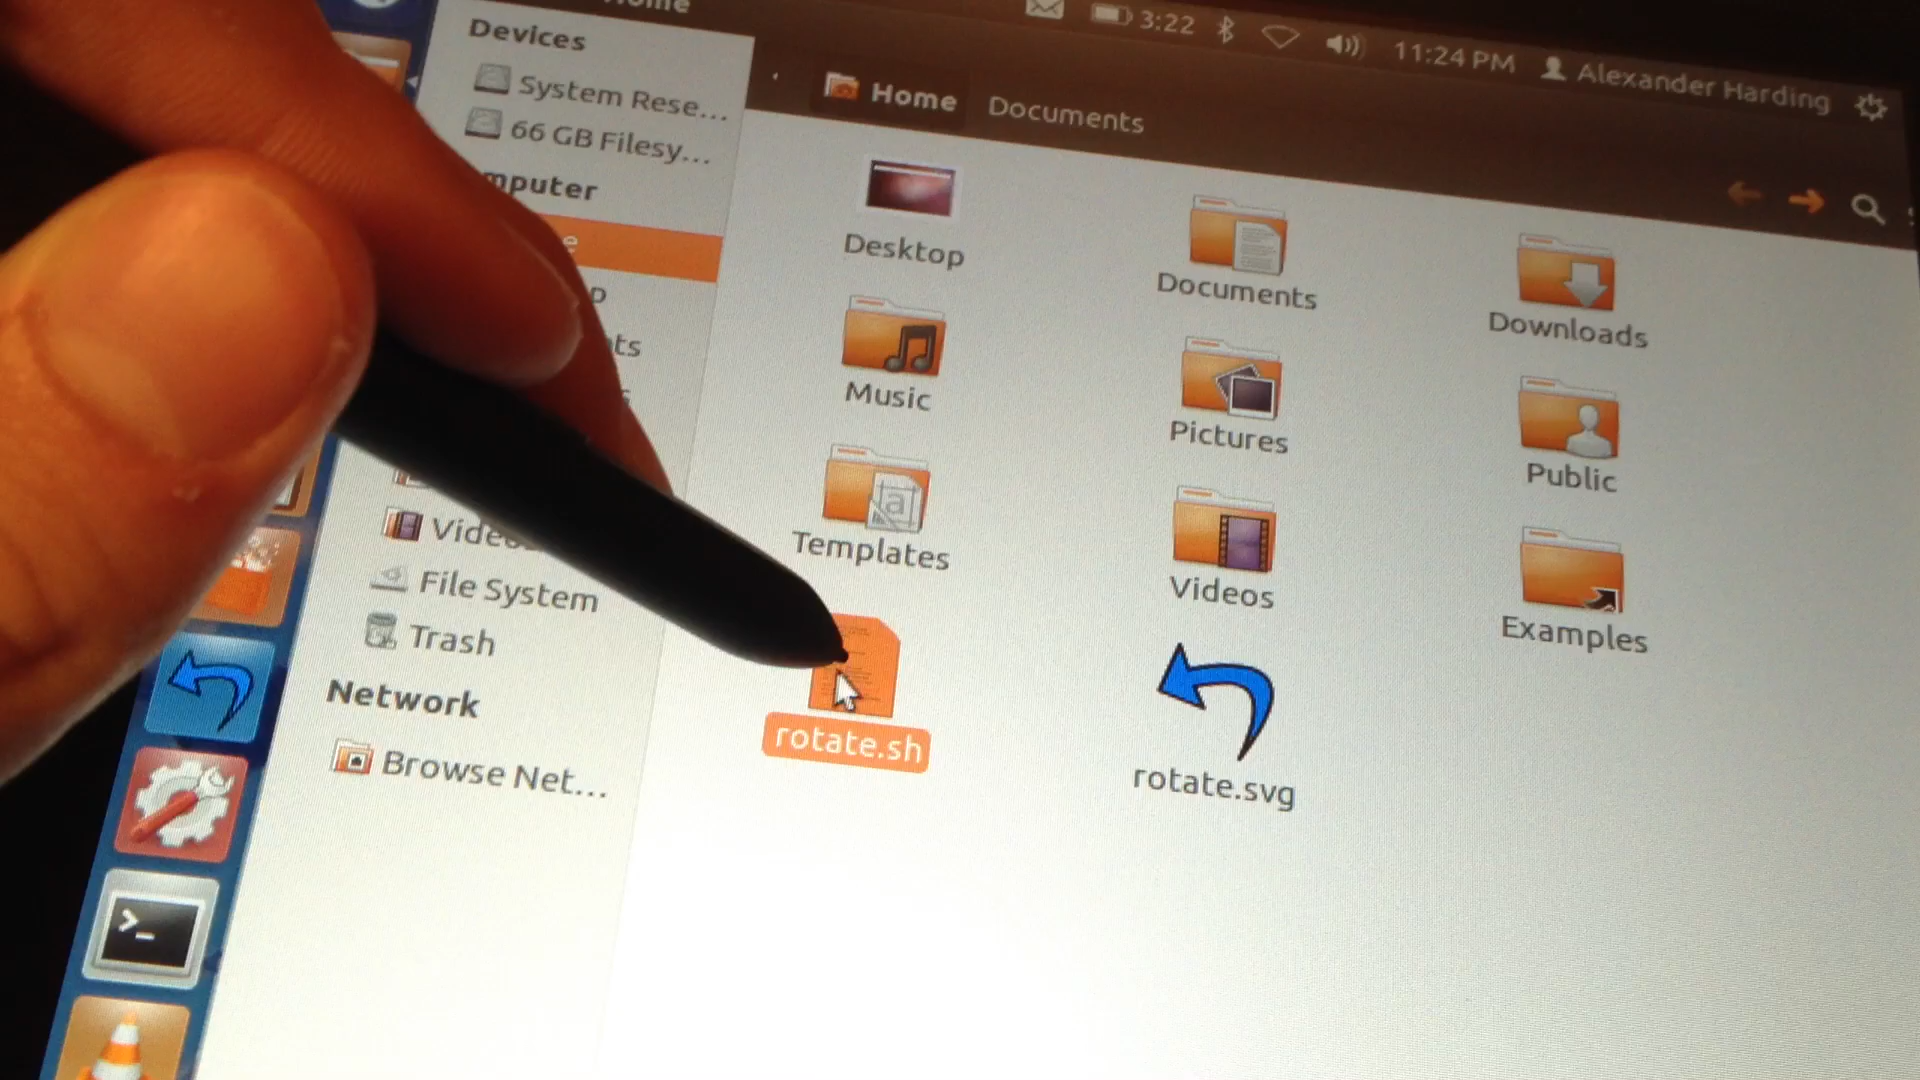 Home
3:22
11:24 PM
Alexander Harding
Devices
System Rese...
66 GB Filesy...
mputer
Home
Documents
Desktop
Documents
Downloads
Music
Pictures
Public
Templates
Videos
Examples
rotate.sh
rotate.svg
File System
Trash
Network
Browse Net...
>_